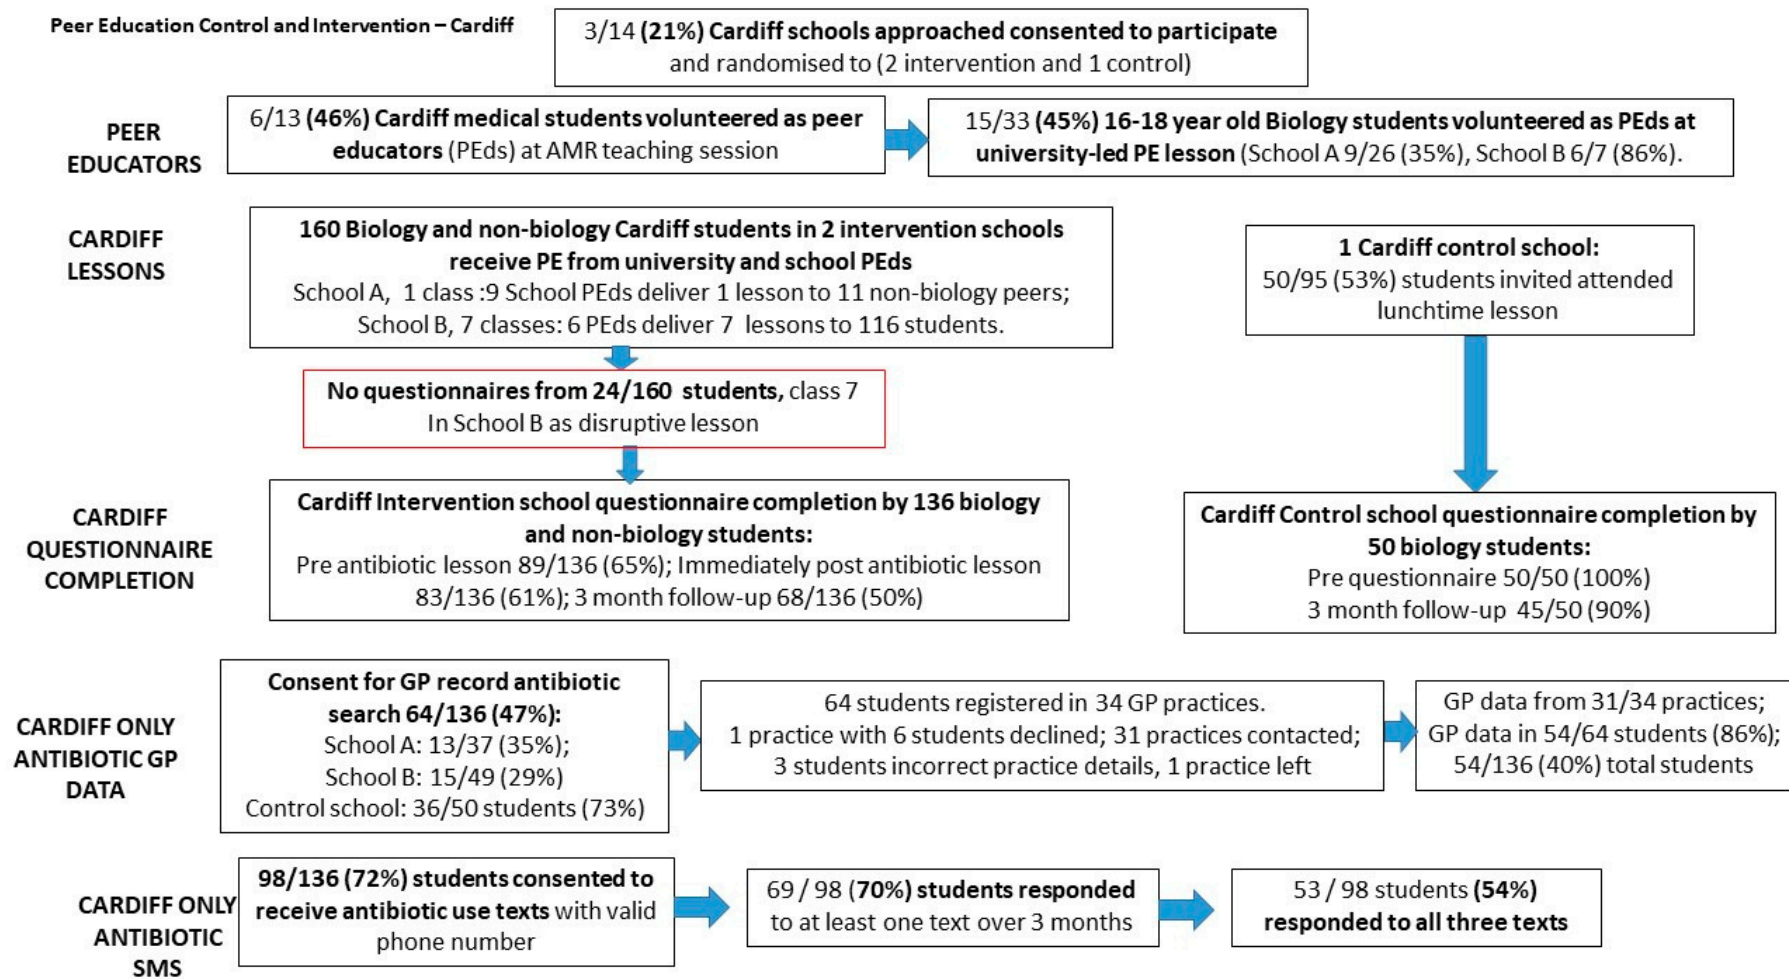 Peer Education Control and Intervention – Cardiff
3/14 (21%) Cardiff schools approached consented to participate
and randomised to (2 intervention and 1 control)
PEER
EDUCATORS
6/13 (46%) Cardiff medical students volunteered as peer
educators (PEds) at AMR teaching session
15/33 (45%) 16-18 year old Biology students volunteered as PEds at
university-led PE lesson (School A 9/26 (35%), School B 6/7 (86%).
CARDIFF
LESSONS
160 Biology and non-biology Cardiff students in 2 intervention schools
receive PE from university and school PEds
School A,  1 class :9 School PEds deliver 1 lesson to 11 non-biology peers;
School B, 7 classes: 6 PEds deliver 7  lessons to 116 students.
1 Cardiff control school:
50/95 (53%) students invited attended
lunchtime lesson
No questionnaires from 24/160  students, class 7
In School B as disruptive lesson
CARDIFF
QUESTIONNAIRE
COMPLETION
Cardiff Intervention school questionnaire completion by 136 biology
and non-biology students:
Pre antibiotic lesson 89/136 (65%); Immediately post antibiotic lesson
83/136 (61%); 3 month follow-up 68/136 (50%)
Cardiff Control school questionnaire completion by
50 biology students:
Pre questionnaire 50/50 (100%)
3 month follow-up  45/50 (90%)
CARDIFF ONLY
ANTIBIOTIC GP
DATA
Consent for GP record antibiotic
search 64/136 (47%):
School A: 13/37 (35%);
School B: 15/49 (29%)
Control school: 36/50 students (73%)
64 students registered in 34 GP practices.
1 practice with 6 students declined; 31 practices contacted;
3 students incorrect practice details, 1 practice left
GP data from 31/34 practices;
GP data in 54/64 students (86%);
54/136 (40%) total students
CARDIFF ONLY
ANTIBIOTIC
SMS
98/136 (72%) students consented to
receive antibiotic use texts with valid
phone number
69 / 98 (70%) students responded
to at least one text over 3 months
53 / 98 students (54%)
responded to all three texts